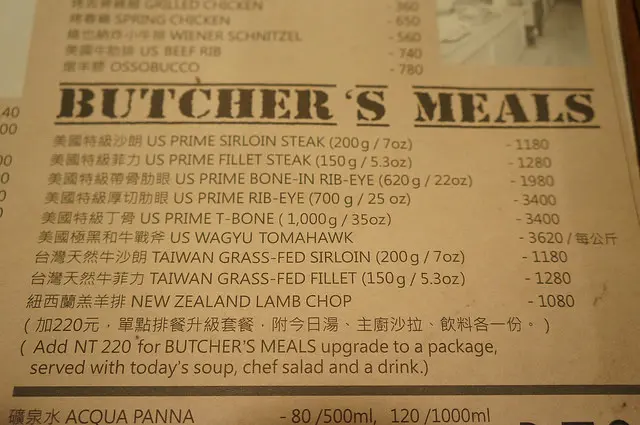 GRILLED CHICKEN - 360
SPRING CHICKEN - 650
維也納炸小牛排 WIENER SCHNITZEL - 560
美國牛肋排 US BEEF RIB - 740
燉羊膝 OSSOBUCCO - 780
BUTCHER'S MEALS
美國特級沙朗 US PRIME SIRLOIN STEAK (200g / 7oz) - 1180
美國特級菲力 US PRIME FILLET STEAK (150g / 5.3oz) - 1280
美國特級帶骨肋眼 US PRIME BONE-IN RIB-EYE (620g / 22oz) - 1980
美國特級厚切肋眼 US PRIME RIB-EYE (700 g / 25 oz) - 3400
美國特級丁骨 US PRIME T-BONE ( 1,000g / 35oz) - 3400
美國極黑和牛戰斧 US WAGYU TOMAHAWK - 3620 / 每公斤
台灣天然牛沙朗 TAIWAN GRASS-FED SIRLOIN (200g / 7oz) - 1180
台灣天然牛菲力 TAIWAN GRASS-FED FILLET (150g / 5.3oz) - 1280
紐西蘭羔羊排 NEW ZEALAND LAMB CHOP - 1080
( 加220元，單點排餐升級套餐，附今日湯、主廚沙拉、飲料各一份。)
( Add NT 220 for BUTCHER'S MEALS upgrade to a package,
served with today's soup, chef salad and a drink.)
礦泉水 ACQUA PANNA - 80 /500ml, 120 /1000ml